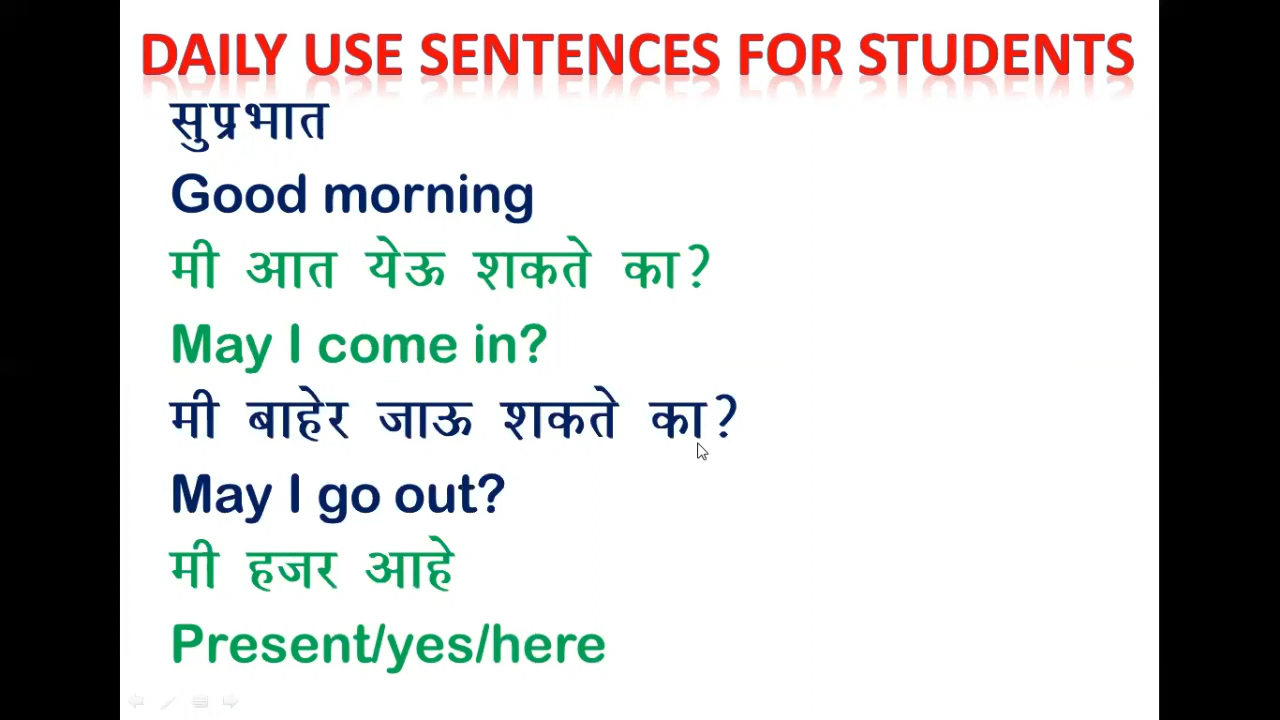 DAILY USE SENTENCES FOR STUDENTS
सुप्रभात
Good morning
मी आत येऊ शकते का?
May I come in?
मी बाहेर जाऊ शकते का?
May I go out?
मी हजर आहे
Present/yes/here